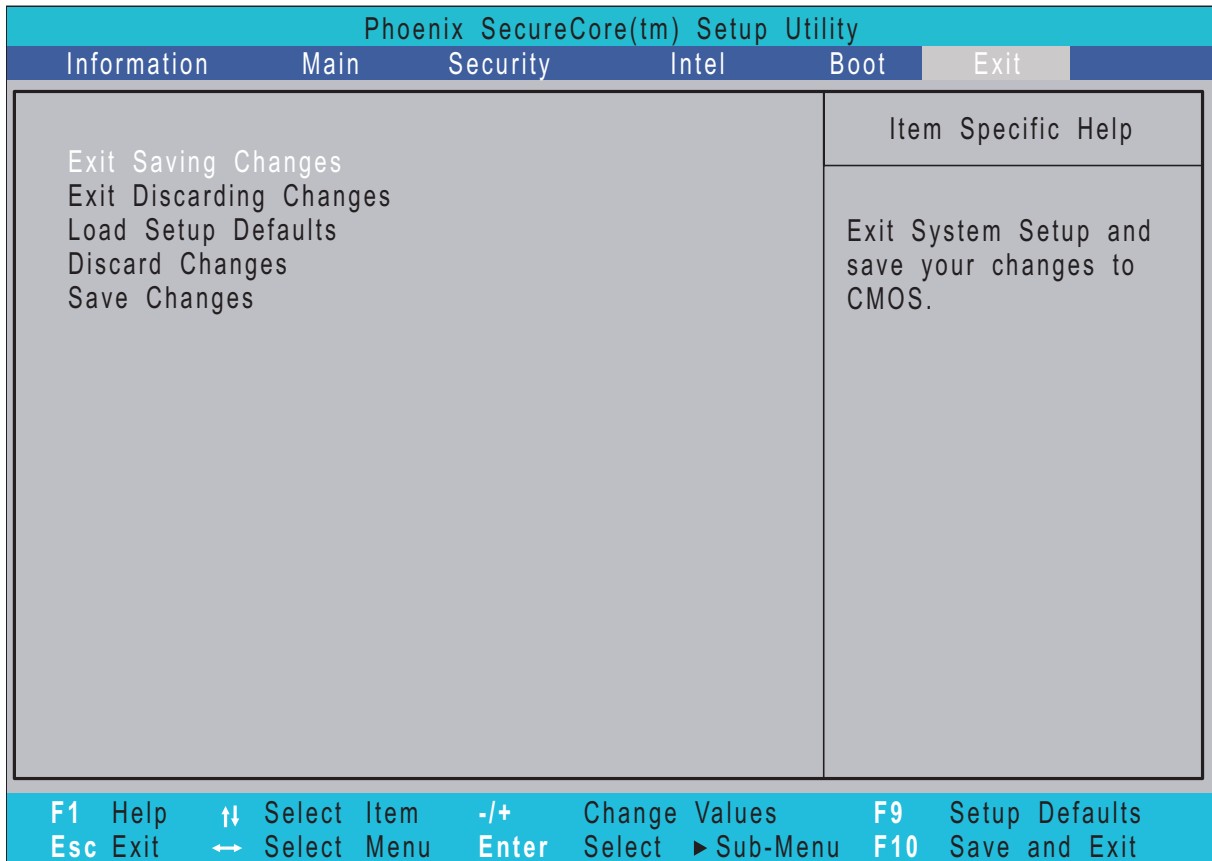 Phoenix SecureCore(tm) Setup Utility
Information Main Security Intel Boot Exit
Exit Saving Changes
Exit Discarding Changes
Load Setup Defaults
Discard Changes
Save Changes
Item Specific Help
Exit System Setup and
save your changes to
CMOS.
F1 Help ↑↓ Select Item -/+ Change Values F9 Setup Defaults
Esc Exit ↔ Select Menu Enter Select ▶ Sub-Menu F10 Save and Exit